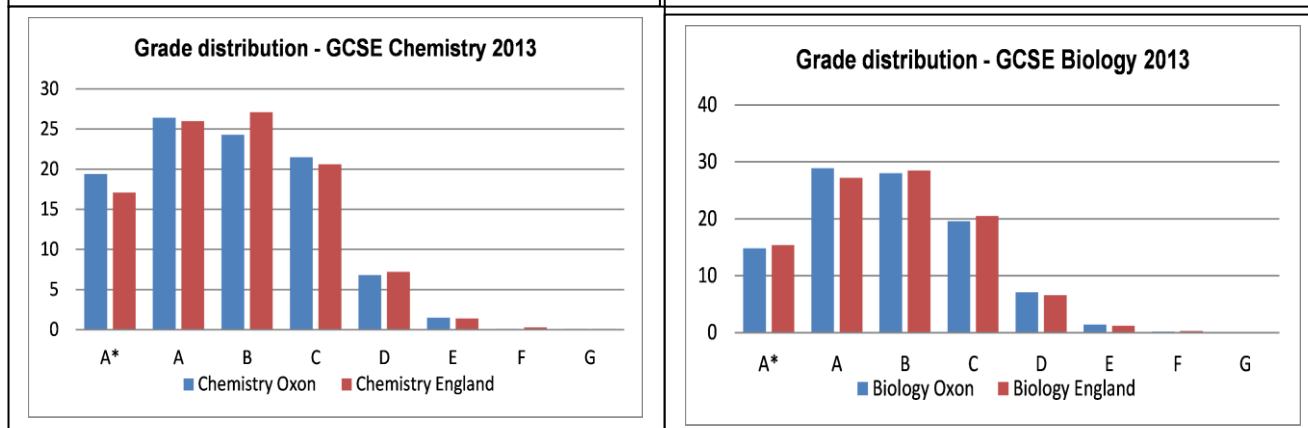 Grade distribution - GCSE Chemistry 2013
30
25
20
15
10
5
0
A* A B C D E F G
Chemistry Oxon Chemistry England
Grade distribution - GCSE Biology 2013
40
30
20
10
0
A* A B C D E F G
Biology Oxon Biology England